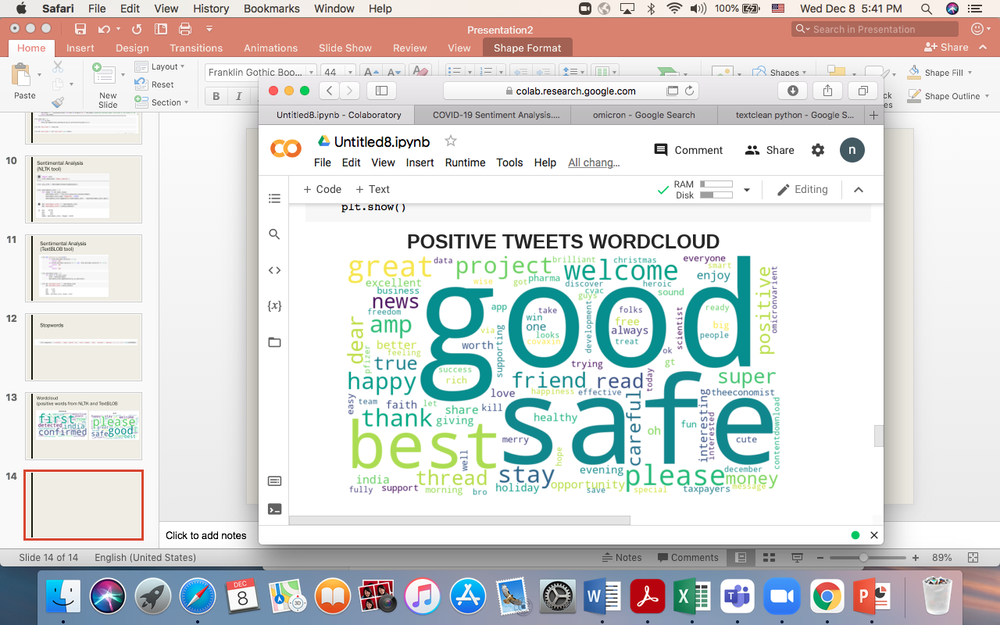 Safari File Edit View History Bookmarks Window Help 100% Wed Dec 8 5:41 PM
Presentation2 Search in Presentation
Home Insert Design Transitions Animations Slide Show Review View Shape Format Share
Paste New Slide Layout Reset Section Franklin Gothic Boo... 44 B I Shapes Shape Fill Shape Outline
colab.research.google.com
Untitled8.ipynb - Colaboratory COVID-19 Sentiment Analysis.... omicron - Google Search textclean python - Google S...
Untitled8.ipynb
Comment Share n
File Edit View Insert Runtime Tools Help All chang...
+ Code + Text RAM Disk Editing
plt.show()
POSITIVE TWEETS WORDCLOUD
great data project brilliant christmas everyone
excellent wise got pharma welcome discover cvac heroic enjoy smart
business news guys sound positive omicronvarient
freedom app good take folks ready
dear amp win one free always scientist big
via looks development people
better feeling worth supporting covaxin treat ok
pfizer true success trying gt
happy rich friend read today super
love happiness effective theeconomist
easy team faith let share kill safe
thank giving healthy careful oh fun interesting interested contentdownload
best merry cute
well hope
india thread stay evening please december money
fully support morning bro holiday opportunity save special taxpayers message
10 Sentimental Analysis
(NLTK tool)
11 Sentimental Analysis
(TextBLOB tool)
12 Stopwords
13 Wordcloud
(positive words from NLTK and TextBLOB
first
detected india
confirmed
please
safe good
best
14
Click to add notes
Slide 14 of 14 English (United States) Notes Comments 89%
DEC
8
3D